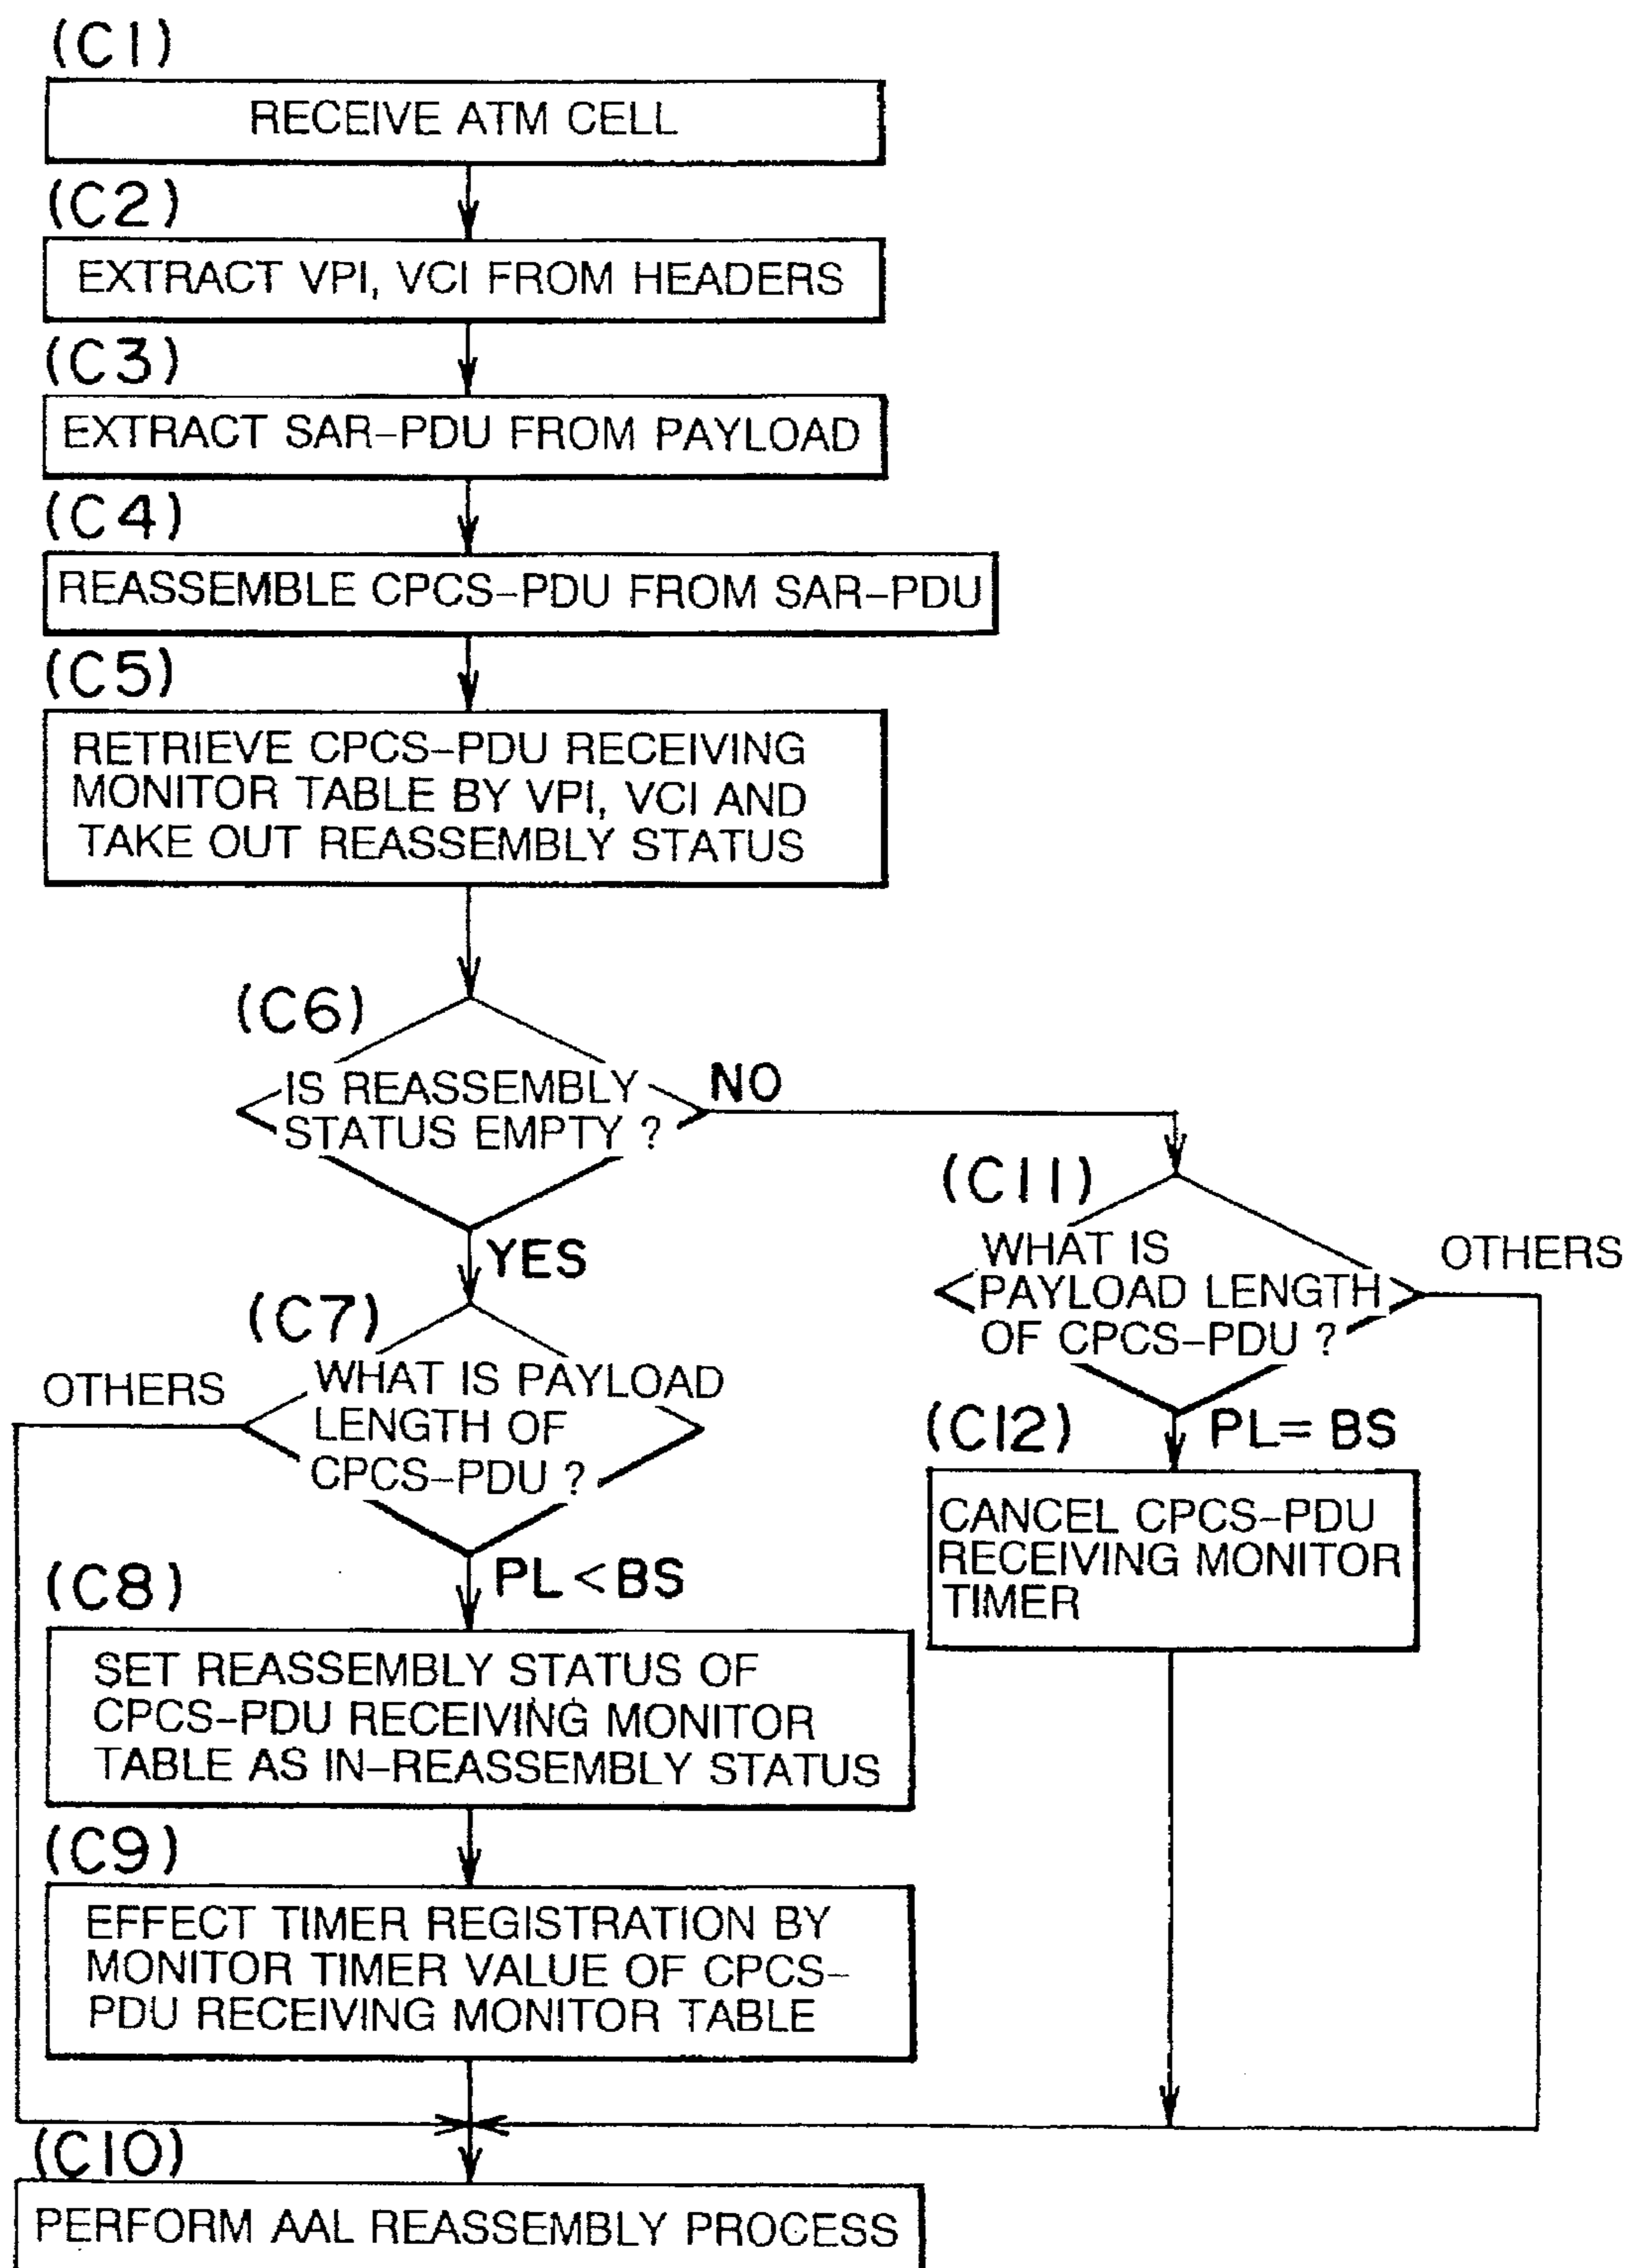 (C1)
RECEIVE ATM CELL
(C2)
EXTRACT VPI, VCI FROM HEADERS
(C3)
EXTRACT SAR-PDU FROM PAYLOAD
(C4)
REASSEMBLE CPCS-PDU FROM SAR-PDU
(C5)
RETRIEVE CPCS-PDU RECEIVING
MONITOR TABLE BY VPI, VCI AND
TAKE OUT REASSEMBLY STATUS
(C6)
IS REASSEMBLY
STATUS EMPTY ?
NO
YES
(C11)
WHAT IS
PAYLOAD LENGTH
OF CPCS-PDU ?
OTHERS
(C7)
WHAT IS PAYLOAD
LENGTH OF
CPCS-PDU ?
OTHERS
PL < BS
(C12)
PL = BS
CANCEL CPCS-PDU
RECEIVING MONITOR
TIMER
(C8)
SET REASSEMBLY STATUS OF
CPCS-PDU RECEIVING MONITOR
TABLE AS IN-REASSEMBLY STATUS
(C9)
EFFECT TIMER REGISTRATION BY
MONITOR TIMER VALUE OF CPCS-
PDU RECEIVING MONITOR TABLE
(C10)
PERFORM AAL REASSEMBLY PROCESS